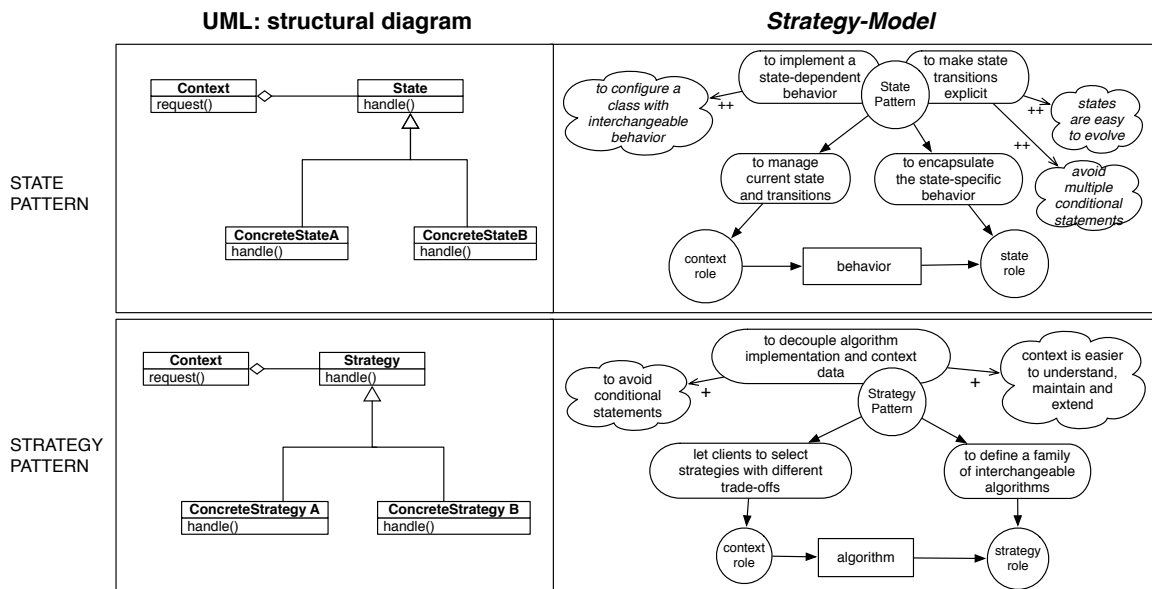 UML: structural diagram
Strategy-Model
STATE
PATTERN
Context
request()
State
handle()
ConcreteStateA
handle()
ConcreteStateB
handle()
to implement a
state-dependent
behavior
State
Pattern
to make state
transitions
explicit
to configure a
class with
interchangeable
behavior
++
++
states
are easy
to evolve
++
avoid
multiple
conditional
statements
to manage
current state
and transitions
to encapsulate
the state-specific
behavior
context
role
behavior
state
role
STRATEGY
PATTERN
Context
request()
Strategy
handle()
ConcreteStrategy A
handle()
ConcreteStrategy B
handle()
to decouple algorithm
implementation and context
data
Strategy
Pattern
to avoid
conditional
statements
+
+
context is easier
to understand,
maintain and
extend
let clients to select
strategies with different
trade-offs
to define a family
of interchangeable
algorithms
context
role
algorithm
strategy
role